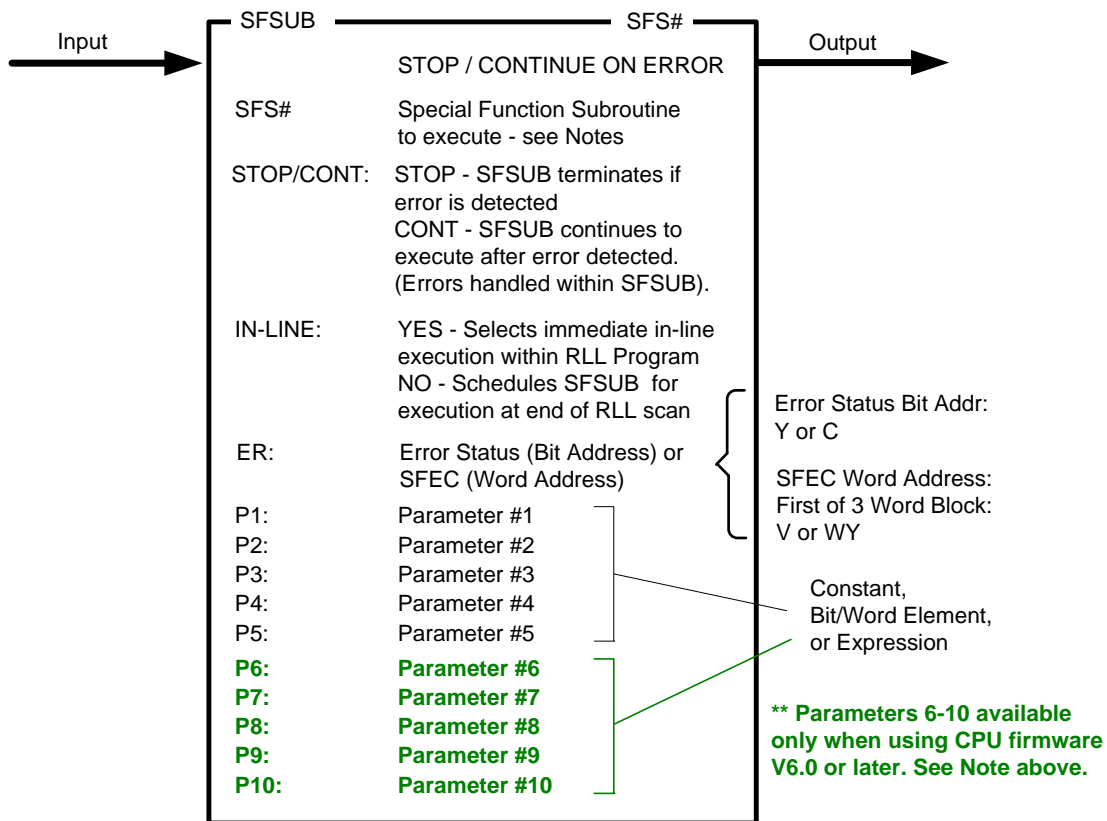 SFSUB SFS#
Input
Output
STOP / CONTINUE ON ERROR
SFS# Special Function Subroutine
to execute - see Notes
STOP/CONT: STOP - SFSUB terminates if
error is detected
CONT - SFSUB continues to
execute after error detected.
(Errors handled within SFSUB).
IN-LINE: YES - Selects immediate in-line
execution within RLL Program
NO - Schedules SFSUB for
execution at end of RLL scan
ER: Error Status (Bit Address) or
SFEC (Word Address)
Error Status Bit Addr:
Y or C
SFEC Word Address:
First of 3 Word Block:
V or WY
P1: Parameter #1
P2: Parameter #2
P3: Parameter #3
P4: Parameter #4
P5: Parameter #5
P6: Parameter #6
P7: Parameter #7
P8: Parameter #8
P9: Parameter #9
P10: Parameter #10
Constant,
Bit/Word Element,
or Expression
** Parameters 6-10 available
only when using CPU firmware
V6.0 or later. See Note above.